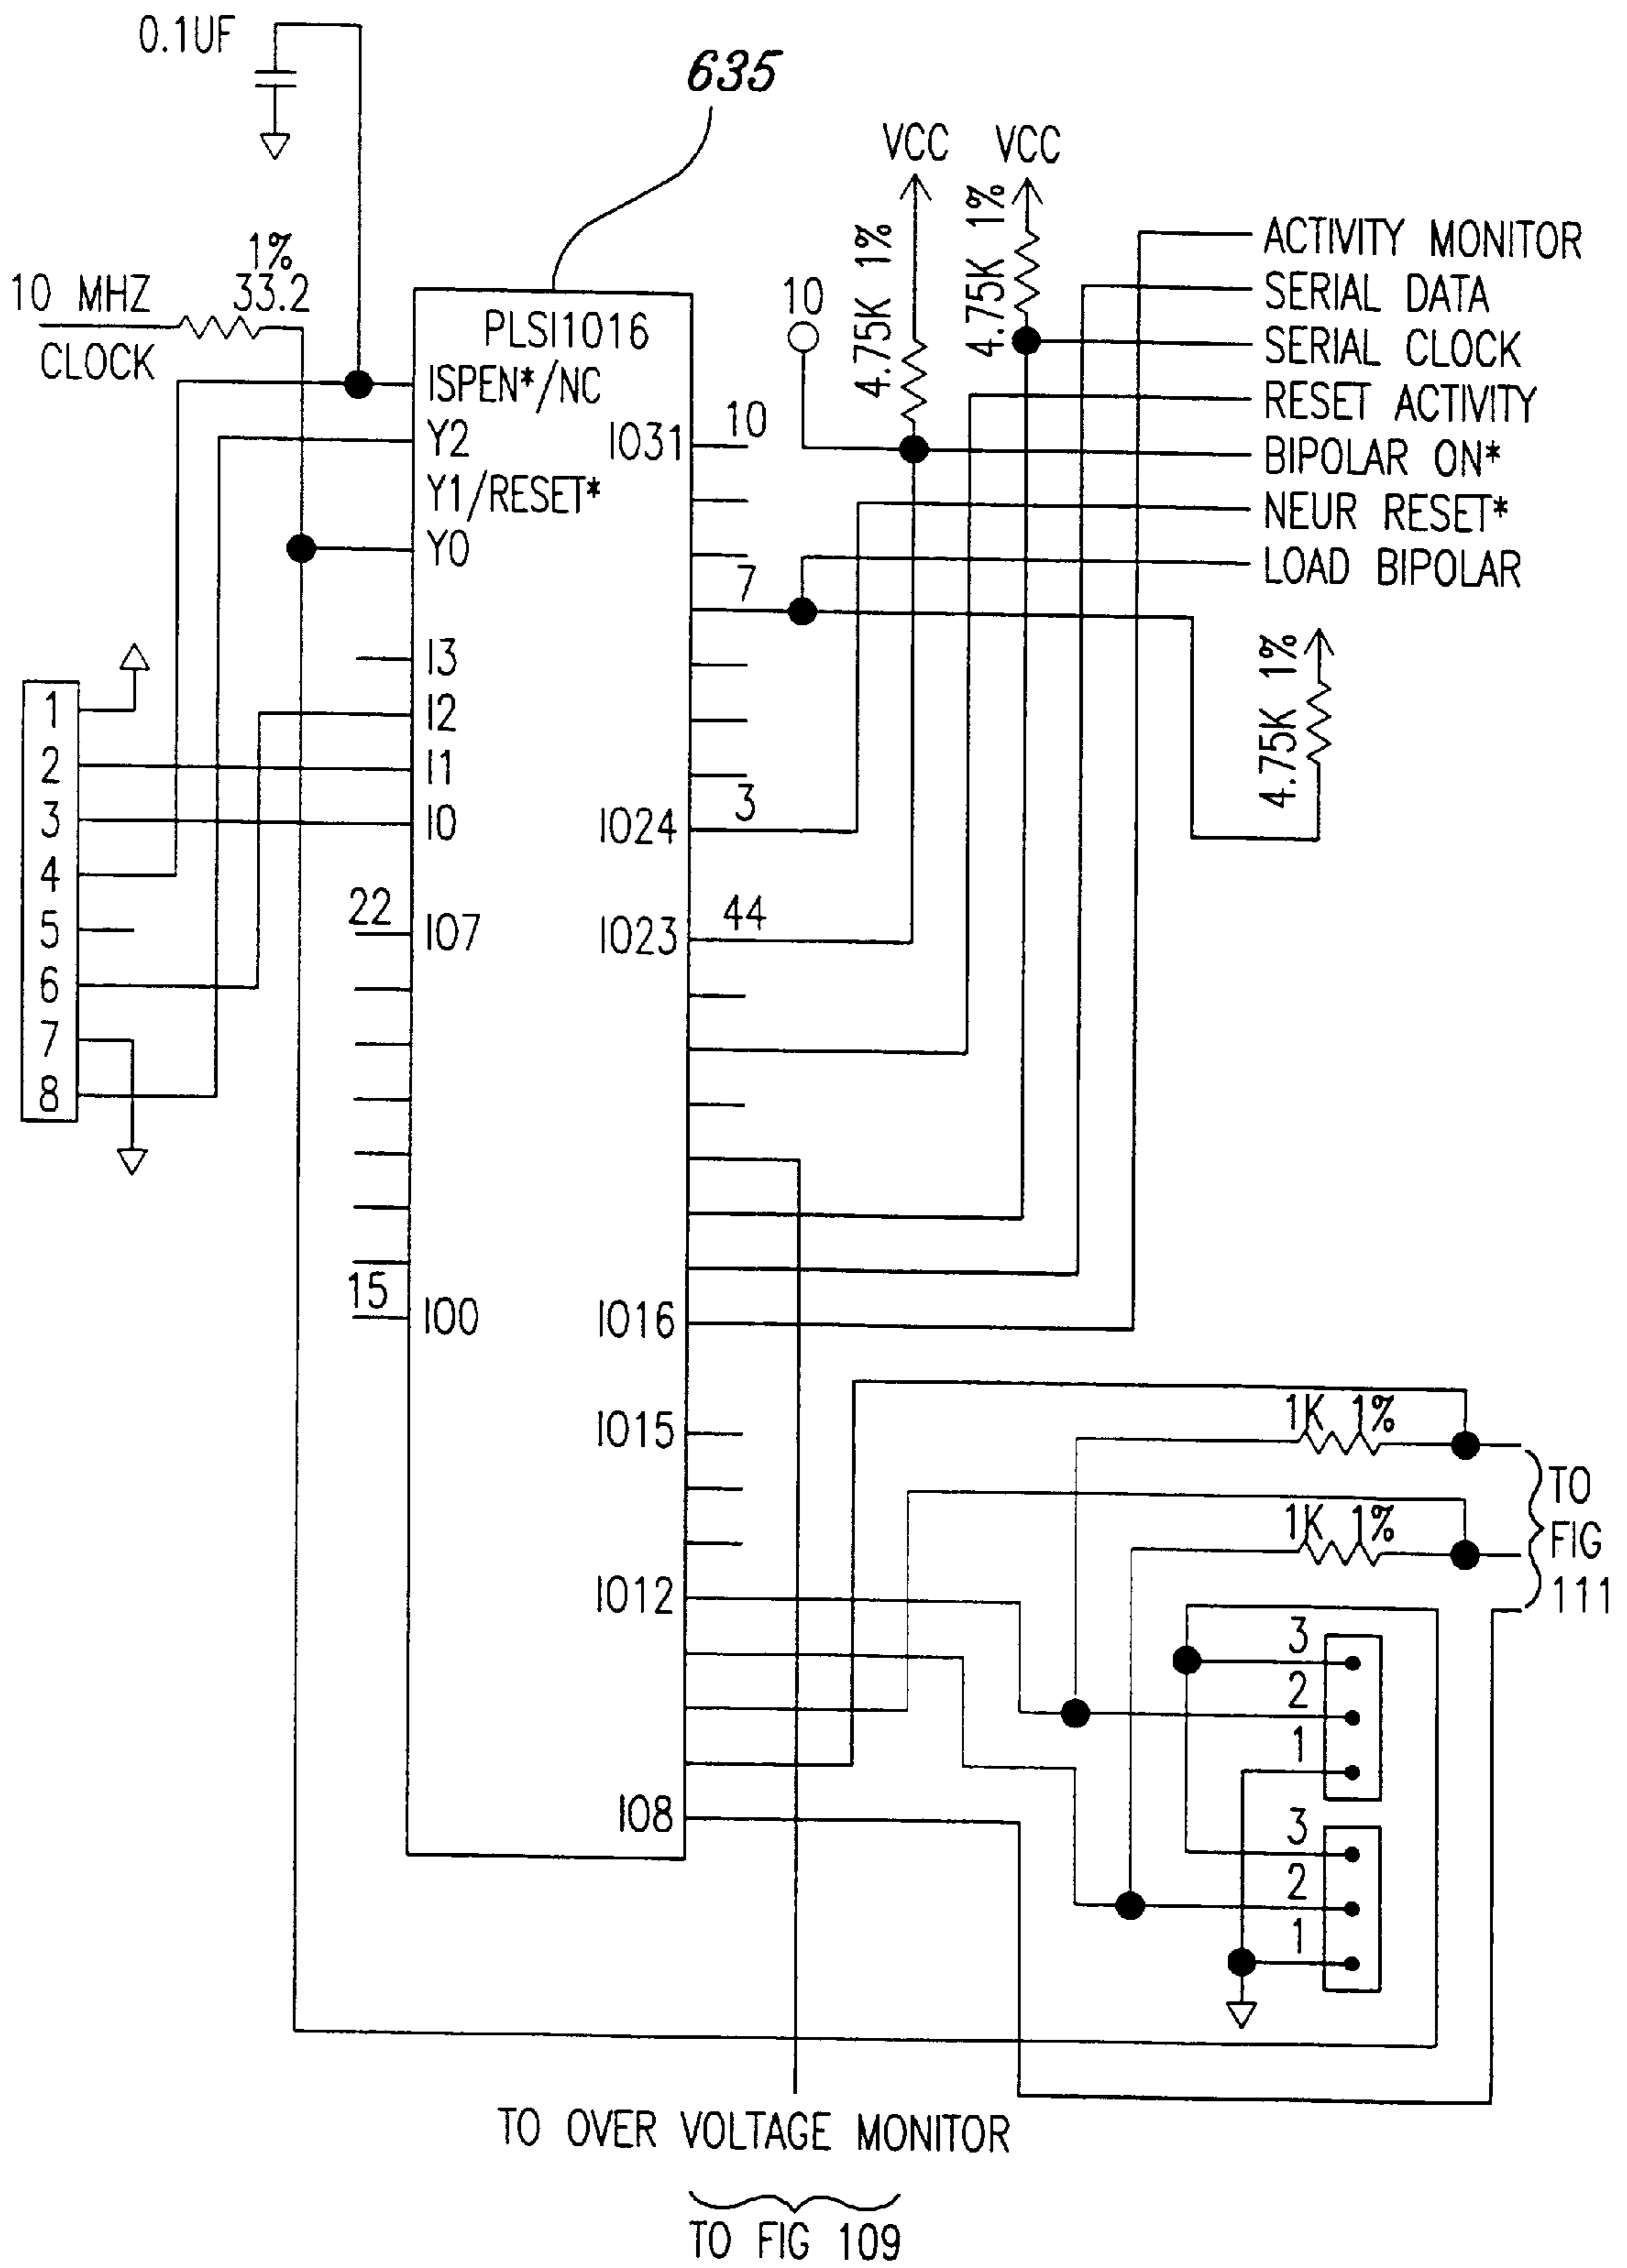 0.1UF
635
VCC VCC
4.75K 1%
4.75K 1%
ACTIVITY MONITOR
SERIAL DATA
SERIAL CLOCK
RESET ACTIVITY
BIPOLAR ON*
NEUR RESET*
LOAD BIPOLAR
10
4.75K 1%
1%
33.2
10 MHZ
CLOCK
PLSI1016
ISPEN*/NC
Y2
Y1/RESET*
Y0
I3
I2
I1
I0
22
IO7
15
IO0
1
2
3
4
5
6
7
8
IO31
10
7
3
IO24
44
IO23
IO16
IO15
IO12
IO8
1K 1%
1K 1%
TO
FIG
111
3
2
1
3
2
1
TO OVER VOLTAGE MONITOR
TO FIG 109